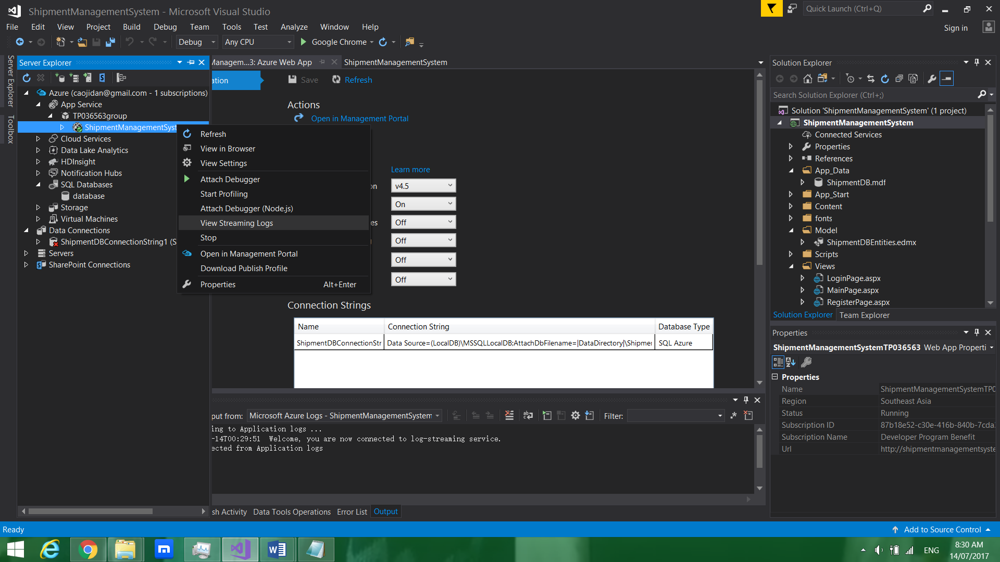 ShipmentManagementSystem - Microsoft Visual Studio
Quick Launch (Ctrl+Q)
File Edit View Project Build Debug Team Tools Test Analyze Window Help
Sign in
Debug Any CPU Google Chrome
Server Explorer
Toolbox
Server Explorer
Azure (caojidan@gmail.com - 1 subscriptions)
App Service
TP036563group
ShipmentManagementSyst
Cloud Services
Data Lake Analytics
HDInsight
Notification Hubs
SQL Databases
database
Storage
Virtual Machines
Data Connections
ShipmentDBConnectionString1 (S
Servers
SharePoint Connections
Refresh
View in Browser
View Settings
Attach Debugger
Start Profiling
Attach Debugger (Node.js)
View Streaming Logs
Stop
Open in Management Portal
Download Publish Profile
Properties Alt+Enter
Managem...3: Azure Web App
ShipmentManagementSystem
ation
Save
Refresh
Actions
Open in Management Portal
Learn more
on v4.5
On
es Off
Off
Off
Off
Connection Strings
Name Connection String Database Type
ShipmentDBConnectionStr Data Source=(LocalDB)\MSSQLLocalDB;AttachDbFilename=|DataDirectory|\Shipmer SQL Azure
put from: Microsoft Azure Logs - ShipmentManagementSystem Filter:
ing to Application logs ...
-14T00:29:51 Welcome, you are now connected to log-streaming service.
ected from Application logs
sh Activity Data Tools Operations Error List Output
Solution Explorer
Search Solution Explorer (Ctrl+;)
Solution 'ShipmentManagementSystem' (1 project)
ShipmentManagementSystem
Connected Services
Properties
References
App_Data
ShipmentDB.mdf
App_Start
Content
fonts
Model
ShipmentDBEntities.edmx
Scripts
Views
LoginPage.aspx
MainPage.aspx
RegisterPage.aspx
Solution Explorer Team Explorer
Properties
ShipmentManagementSystemTP036563 Web App Properti
Properties
Name ShipmentManagementSystemTP0
Region Southeast Asia
Status Running
Subscription ID 87b18e52-c30e-416b-840b-7cda
Subscription Name Developer Program Benefit
Url http://shipmentmanagementsyste
Ready
Add to Source Control
ENG
8:30 AM
14/07/2017